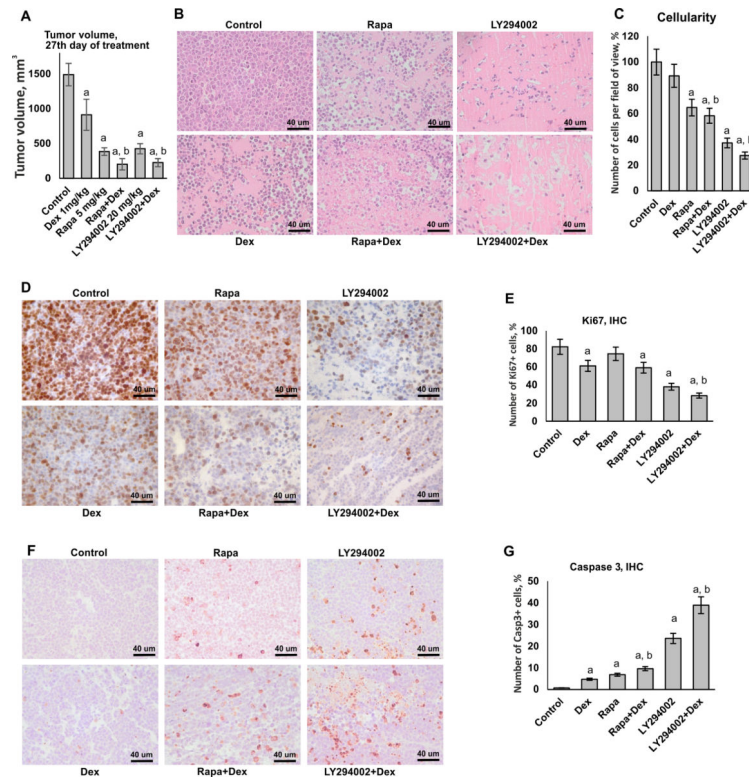 A
Tumor volume,
27th day of treatment
Tumor volume, mm³
1500
1000
500
0
a
a
a, b
a
a, b
Control
Dex 1mg/kg
Rapa 5 mg/kg
Rapa+Dex
LY294002 20 mg/kg
LY294002+Dex
B
Control
Rapa
LY294002
40 um
40 um
40 um
40 um
40 um
40 um
Dex
Rapa+Dex
LY294002+Dex
C
Cellularity
Number of cells per field of view, %
120
100
80
60
40
20
0
a
a, b
a
a, b
Control
Dex
Rapa
Rapa+Dex
LY294002
LY294002+Dex
D
Control
Rapa
LY294002
40 um
40 um
40 um
40 um
40 um
40 um
Dex
Rapa+Dex
LY294002+Dex
E
Ki67, IHC
Number of Ki67+ cells, %
100
80
60
40
20
0
a
a
a
a, b
Control
Dex
Rapa
Rapa+Dex
LY294002
LY294002+Dex
F
Control
Rapa
LY294002
40 um
40 um
40 um
40 um
40 um
40 um
Dex
Rapa+Dex
LY294002+Dex
G
Caspase 3, IHC
Number of Casp3+ cells, %
50
40
30
20
10
0
a
a
a, b
a
a, b
Control
Dex
Rapa
Rapa+Dex
LY294002
LY294002+Dex